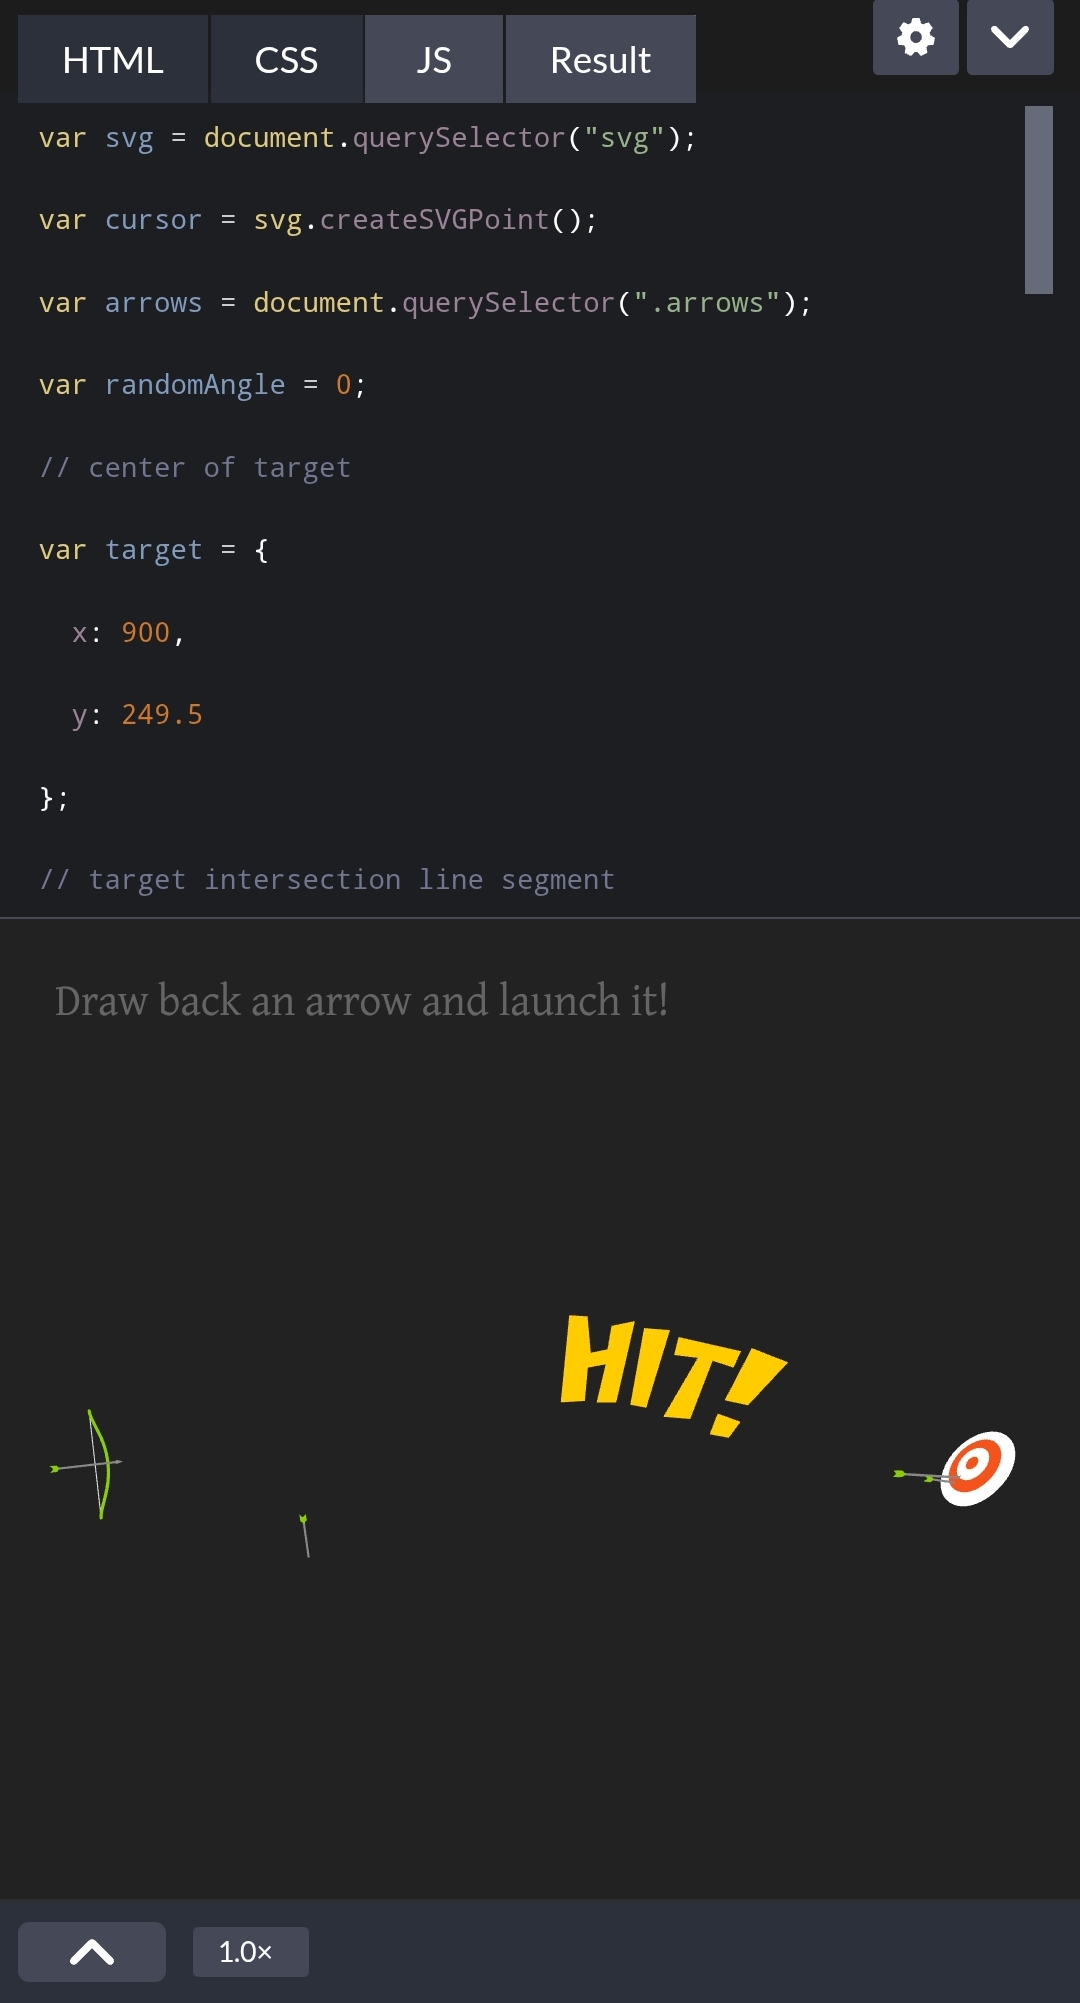 HTML CSS JS Result
var svg = document.querySelector("svg");
var cursor = svg.createSVGPoint();
var arrows = document.querySelector(".arrows");
var randomAngle = 0;
// center of target
var target = {
  x: 900,
  y: 249.5
};
// target intersection line segment
Draw back an arrow and launch it!
HIT!
1.0×